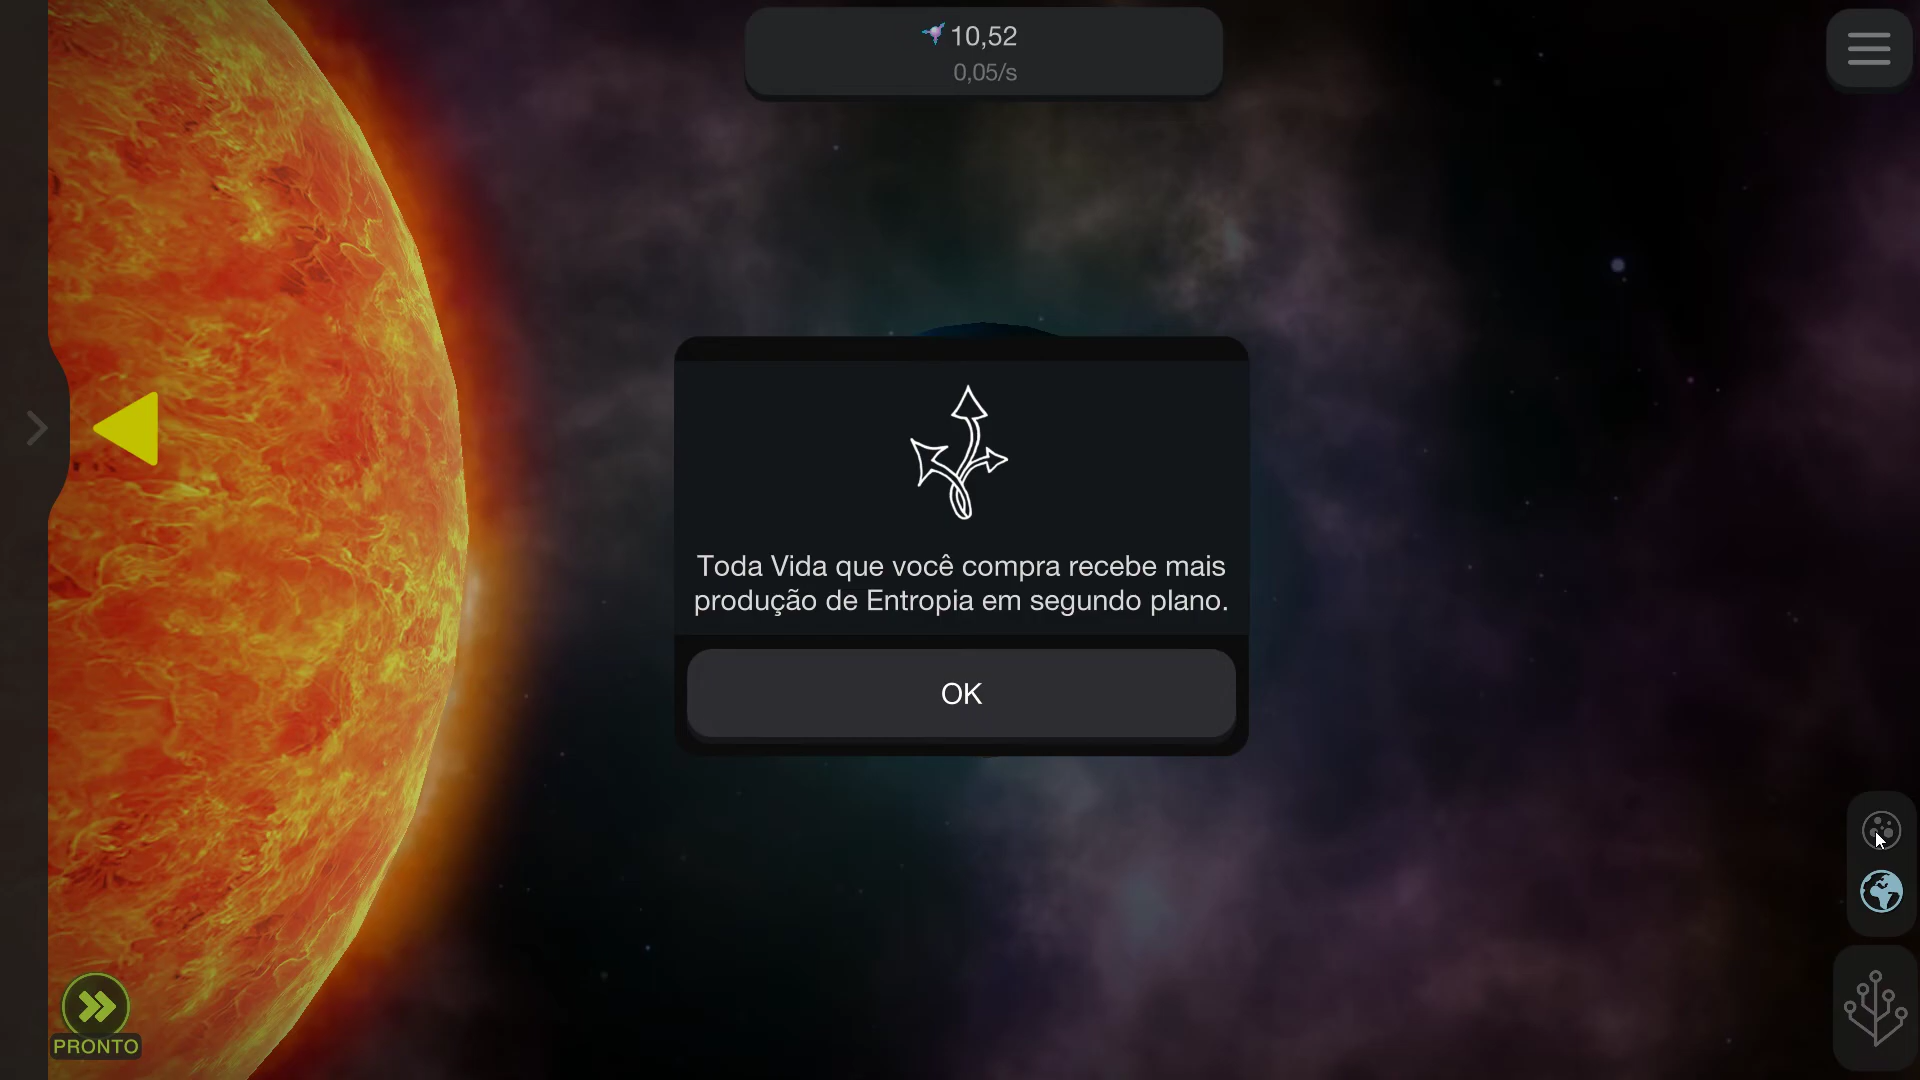 10,52
0,05/s
Toda Vida que você compra recebe mais
produção de Entropia em segundo plano.
OK
PRONTO